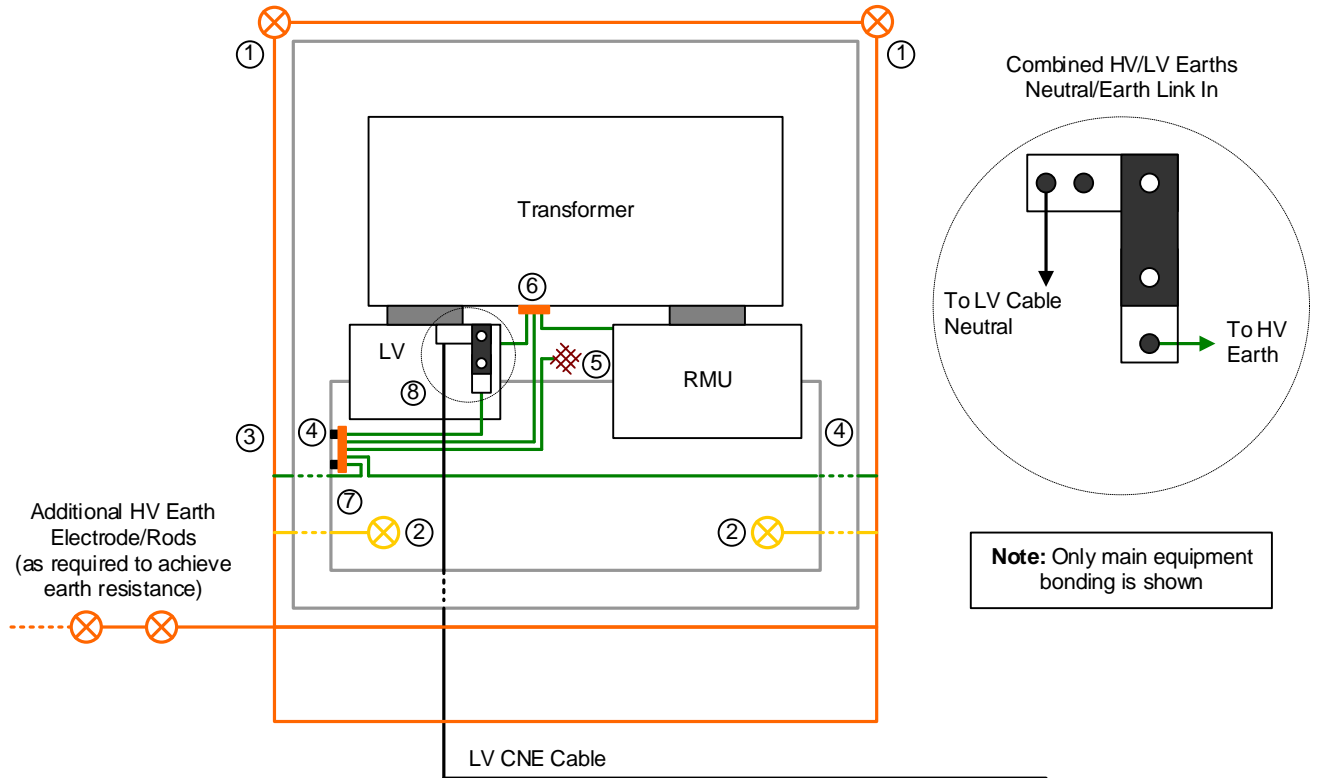 ①
①
Combined HV/LV Earths
Neutral/Earth Link In
Transformer
To LV Cable
Neutral
To HV
Earth
⑥
LV
⑤
RMU
⑧
③
④
④
⑦
Additional HV Earth
Electrode/Rods
(as required to achieve
earth resistance)
②
②
Note: Only main equipment
bonding is shown
LV CNE Cable